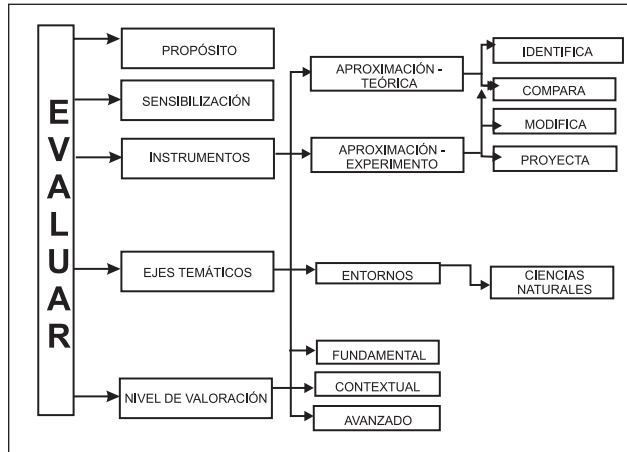 EVALUAR
PROPÓSITO
SENSIBILIZACIÓN
INSTRUMENTOS
EJES TEMÁTICOS
NIVEL DE VALORACIÓN
APROXIMACIÓN -
TEÓRICA
APROXIMACIÓN -
EXPERIMENTO
ENTORNOS
FUNDAMENTAL
CONTEXTUAL
AVANZADO
IDENTIFICA
COMPARA
MODIFICA
PROYECTA
CIENCIAS
NATURALES